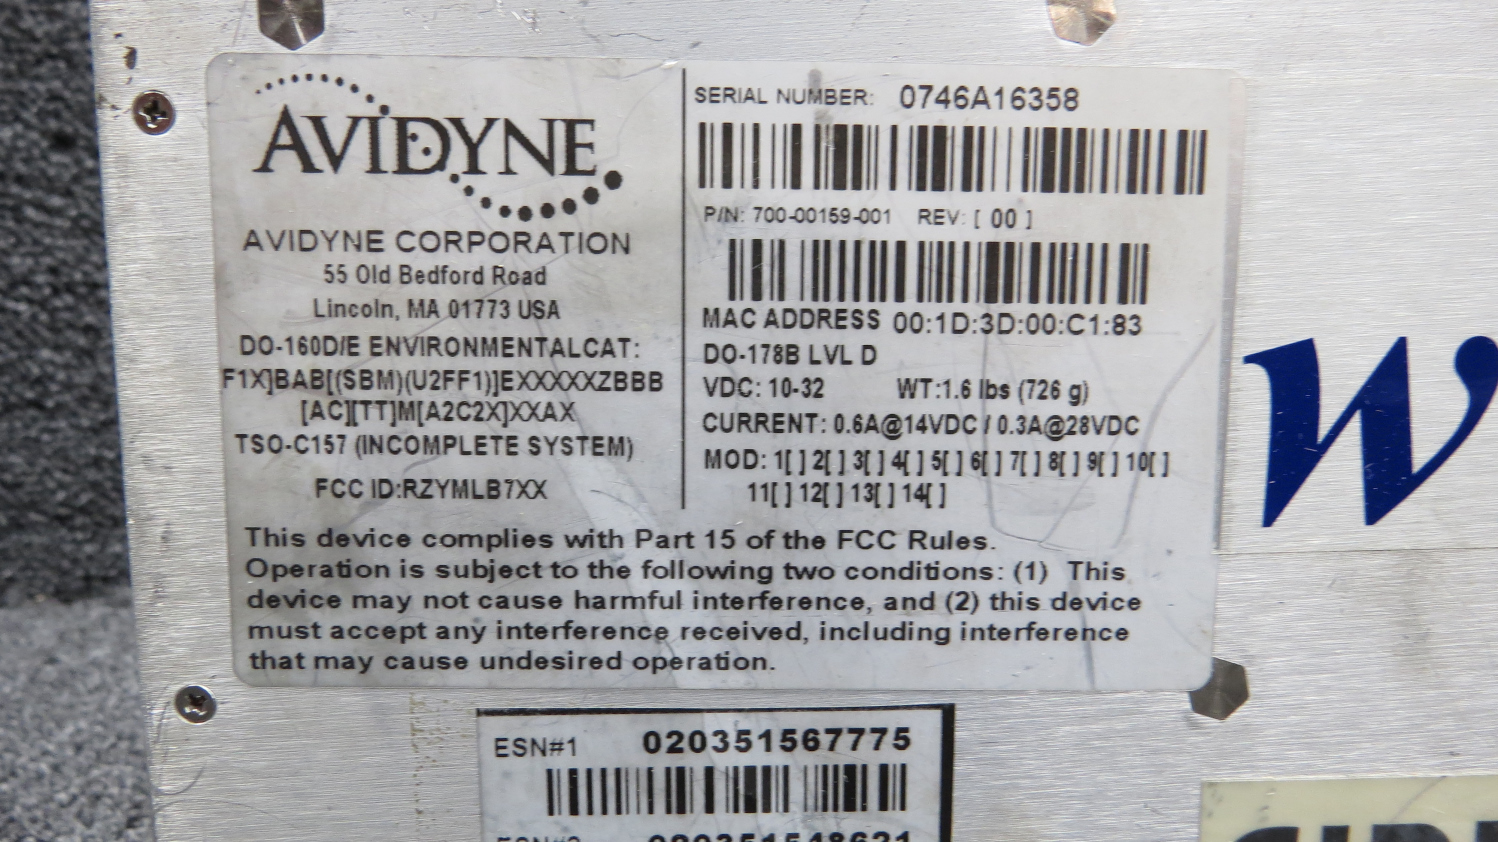 AVIDYNE
AVIDYNE CORPORATION
55 Old Bedford Road
Lincoln, MA 01773 USA
DO-160D/E ENVIRONMENTALCAT:
F1X]BAB[(SBM)(U2FF1)]EXXXXXZBBB
[AC][TT]M[A2C2X]XXAX
TSO-C157 (INCOMPLETE SYSTEM)
FCC ID:RZYMLB7XX
SERIAL NUMBER: 0746A16358
P/N: 700-00159-001 REV: [ 00 ]
MAC ADDRESS 00:1D:3D:00:C1:83
DO-178B LVL D
VDC: 10-32 WT:1.6 lbs (726 g)
CURRENT: 0.6A@14VDC / 0.3A@28VDC
MOD: 1[ ] 2[ ] 3[ ] 4[ ] 5[ ] 6[ ] 7[ ] 8[ ] 9[ ] 10[ ]
11[ ] 12[ ] 13[ ] 14[ ]
This device complies with Part 15 of the FCC Rules.
Operation is subject to the following two conditions: (1) This
device may not cause harmful interference, and (2) this device
must accept any interference received, including interference
that may cause undesired operation.
W
ESN#1 020351567775